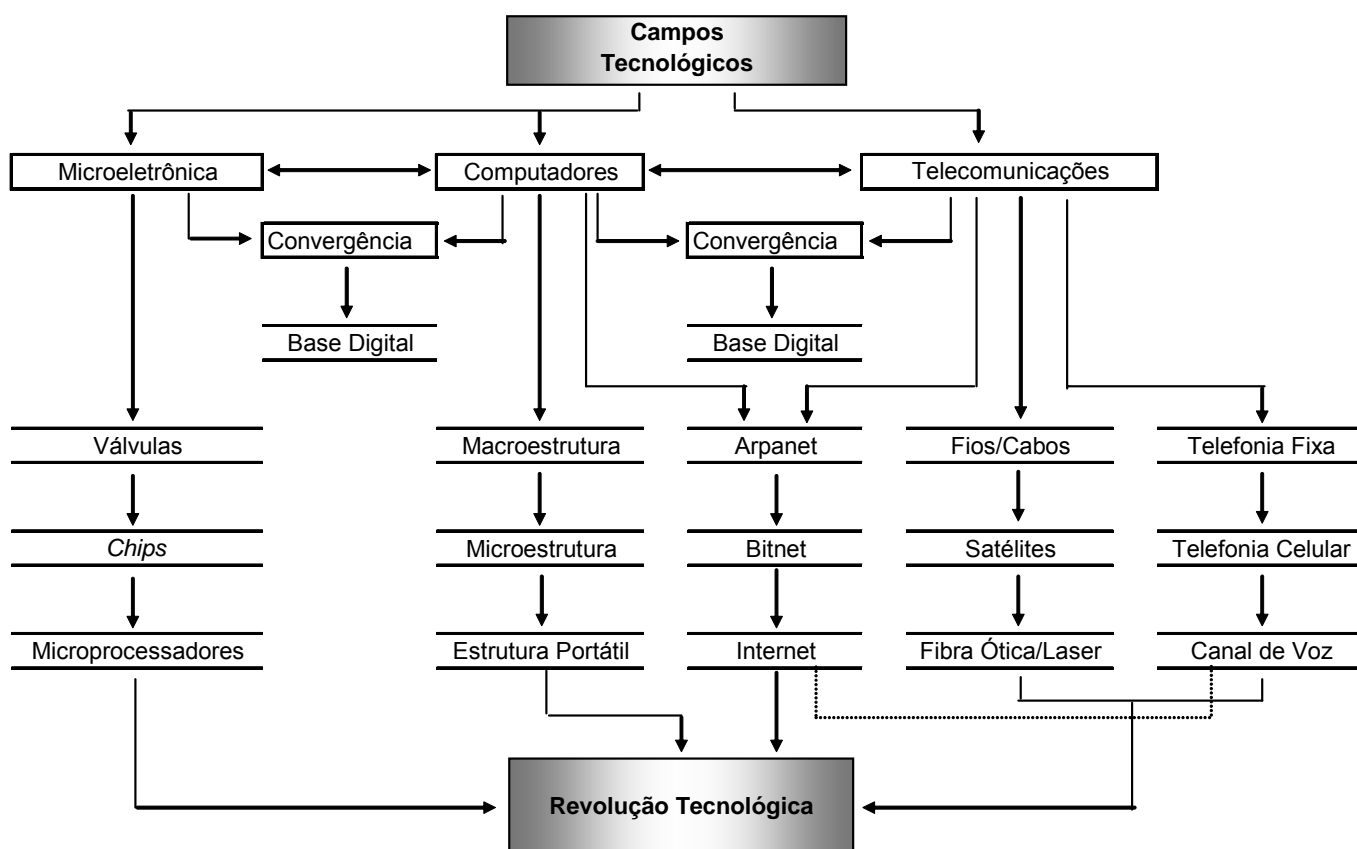 Campos
Tecnológicos
Microeletrônica
Computadores
Telecomunicações
Convergência
Convergência
Base Digital
Base Digital
Válvulas
Macroestrutura
Arpanet
Fios/Cabos
Telefonia Fixa
Chips
Microestrutura
Bitnet
Satélites
Telefonia Celular
Microprocessadores
Estrutura Portátil
Internet
Fibra Ótica/Laser
Canal de Voz
Revolução Tecnológica